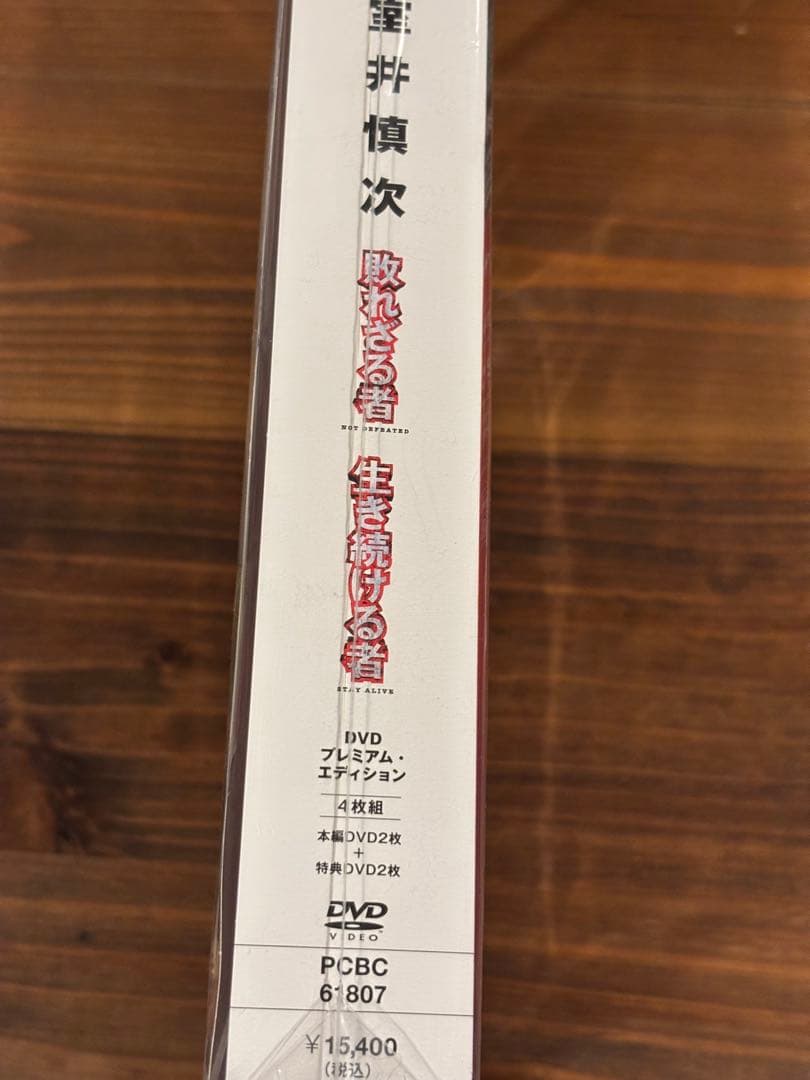 室井慎次
敗れざる者
NOT DEFEATED
生き続ける者
STAY ALIVE
DVD
プレミアム・
エディション
4枚組
本編DVD2枚
+
特典DVD2枚
DVD
VIDEO™
PCBC
61807
¥15,400
(税込)